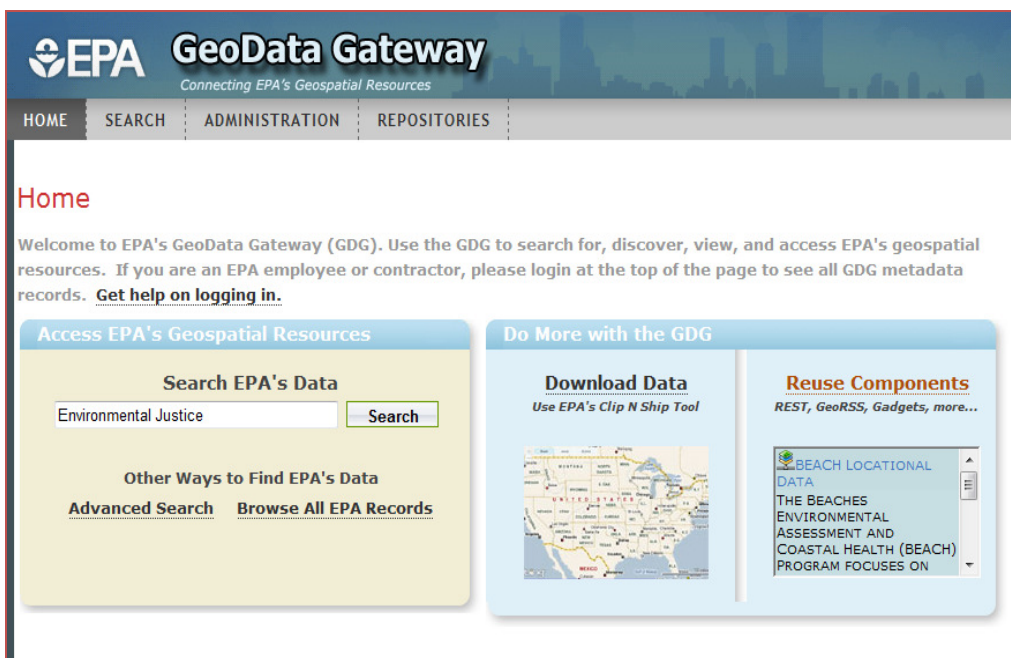 EPA
GeoData Gateway
Connecting EPA's Geospatial Resources
HOME SEARCH ADMINISTRATION REPOSITORIES
Home
Welcome to EPA's GeoData Gateway (GDG). Use the GDG to search for, discover, view, and access EPA's geospatial
resources. If you are an EPA employee or contractor, please login at the top of the page to see all GDG metadata
records. Get help on logging in.
Access EPA's Geospatial Resources
Search EPA's Data
Environmental Justice Search
Other Ways to Find EPA's Data
Advanced Search Browse All EPA Records
Do More with the GDG
Download Data
Use EPA's Clip N Ship Tool
UNITED STATES
MEXICO
Reuse Components
REST, GeoRSS, Gadgets, more...
BEACH LOCATIONAL
DATA
THE BEACHES
ENVIRONMENTAL
ASSESSMENT AND
COASTAL HEALTH (BEACH)
PROGRAM FOCUSES ON